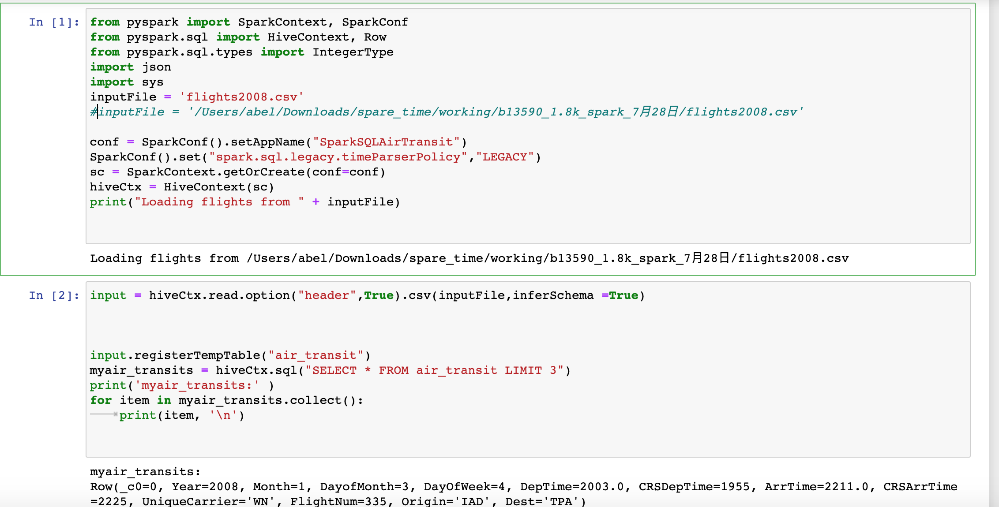 In [1]:
from pyspark import SparkContext, SparkConf
from pyspark.sql import HiveContext, Row
from pyspark.sql.types import IntegerType
import json
import sys
inputFile = 'flights2008.csv'
#inputFile = '/Users/abel/Downloads/spare_time/working/b13590_1.8k_spark_7月28日/flights2008.csv'
conf = SparkConf().setAppName("SparkSQLAirTransit")
SparkConf().set("spark.sql.legacy.timeParserPolicy","LEGACY")
sc = SparkContext.getOrCreate(conf=conf)
hiveCtx = HiveContext(sc)
print("Loading flights from " + inputFile)
Loading flights from /Users/abel/Downloads/spare_time/working/b13590_1.8k_spark_7月28日/flights2008.csv
In [2]:
input = hiveCtx.read.option("header",True).csv(inputFile,inferSchema =True)
input.registerTempTable("air_transit")
myair_transits = hiveCtx.sql("SELECT * FROM air_transit LIMIT 3")
print('myair_transits:' )
for item in myair_transits.collect():
print(item, '\n')
myair_transits:
Row(_c0=0, Year=2008, Month=1, DayofMonth=3, DayOfWeek=4, DepTime=2003.0, CRSDepTime=1955, ArrTime=2211.0, CRSArrTime
=2225, UniqueCarrier='WN', FlightNum=335, Origin='IAD', Dest='TPA')